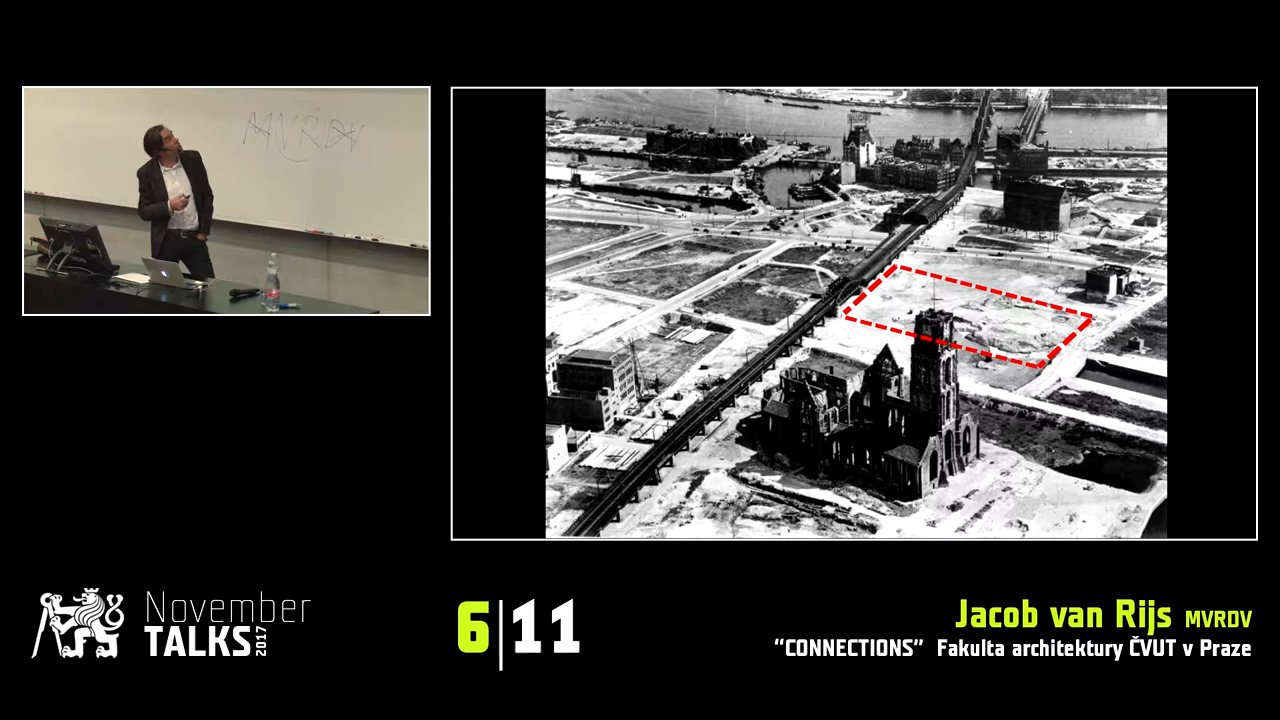 MVRDV
November
TALKS 2017
6|11
Jacob van Rijs MVRDV
“CONNECTIONS” Fakulta architektury ČVUT v Praze